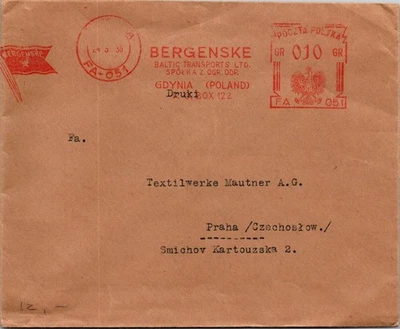 POCZTA POLSKA
GR 010 GR
FA 051
FA-051
BERGENSKE
BALTIC TRANSPORTS LTD.
SPÓŁKA Z OGR. ODP.
GDYNIA (POLAND)
BOX 122
Druki
Fa.
Textilwerke Mautner A.G.
Praha /Czechosłow./
Smichov Kartouzska 2.
12,-